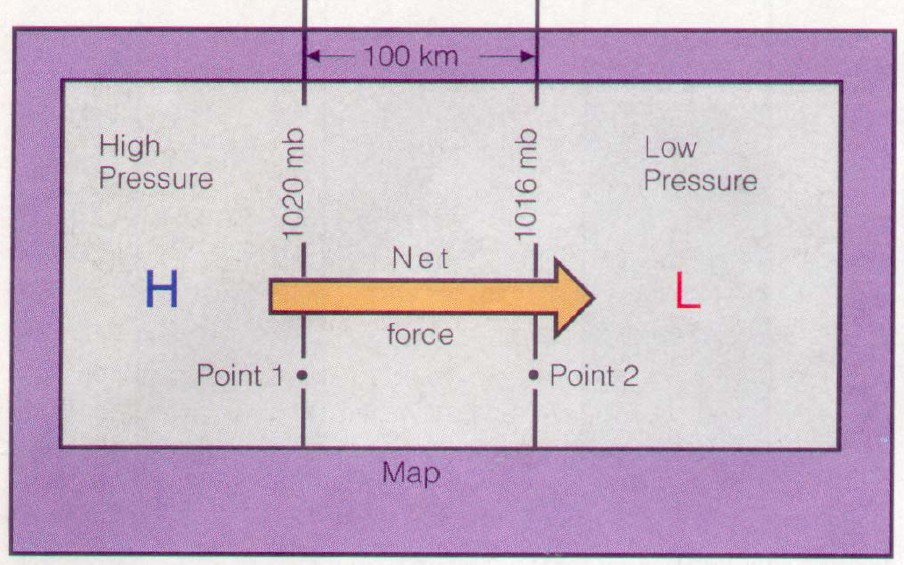 100 km
High
Pressure
1020 mb
1016 mb
Low
Pressure
Net
H
L
force
Point 1
Point 2
Map